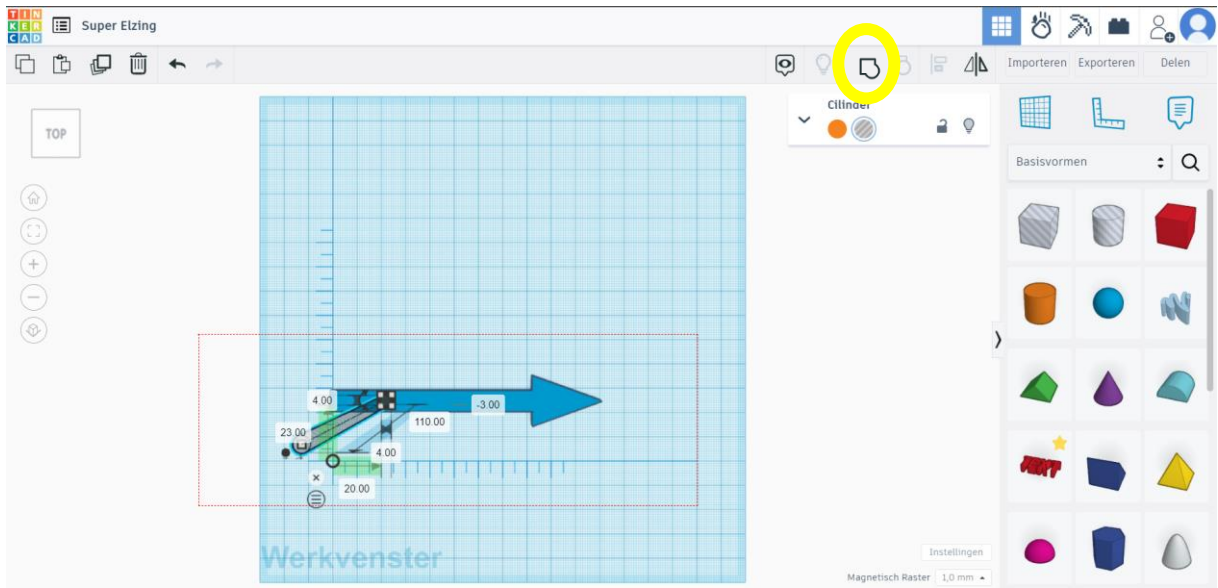 TIN
KER
CAD
Super Elzing
Importeren
Exporteren
Delen
TOP
Cilinder
Basisvormen
4.00
-3.00
110.00
23.00
4.00
20.00
TEXT
Werkvenster
Instellingen
Magnetisch Raster
1,0 mm